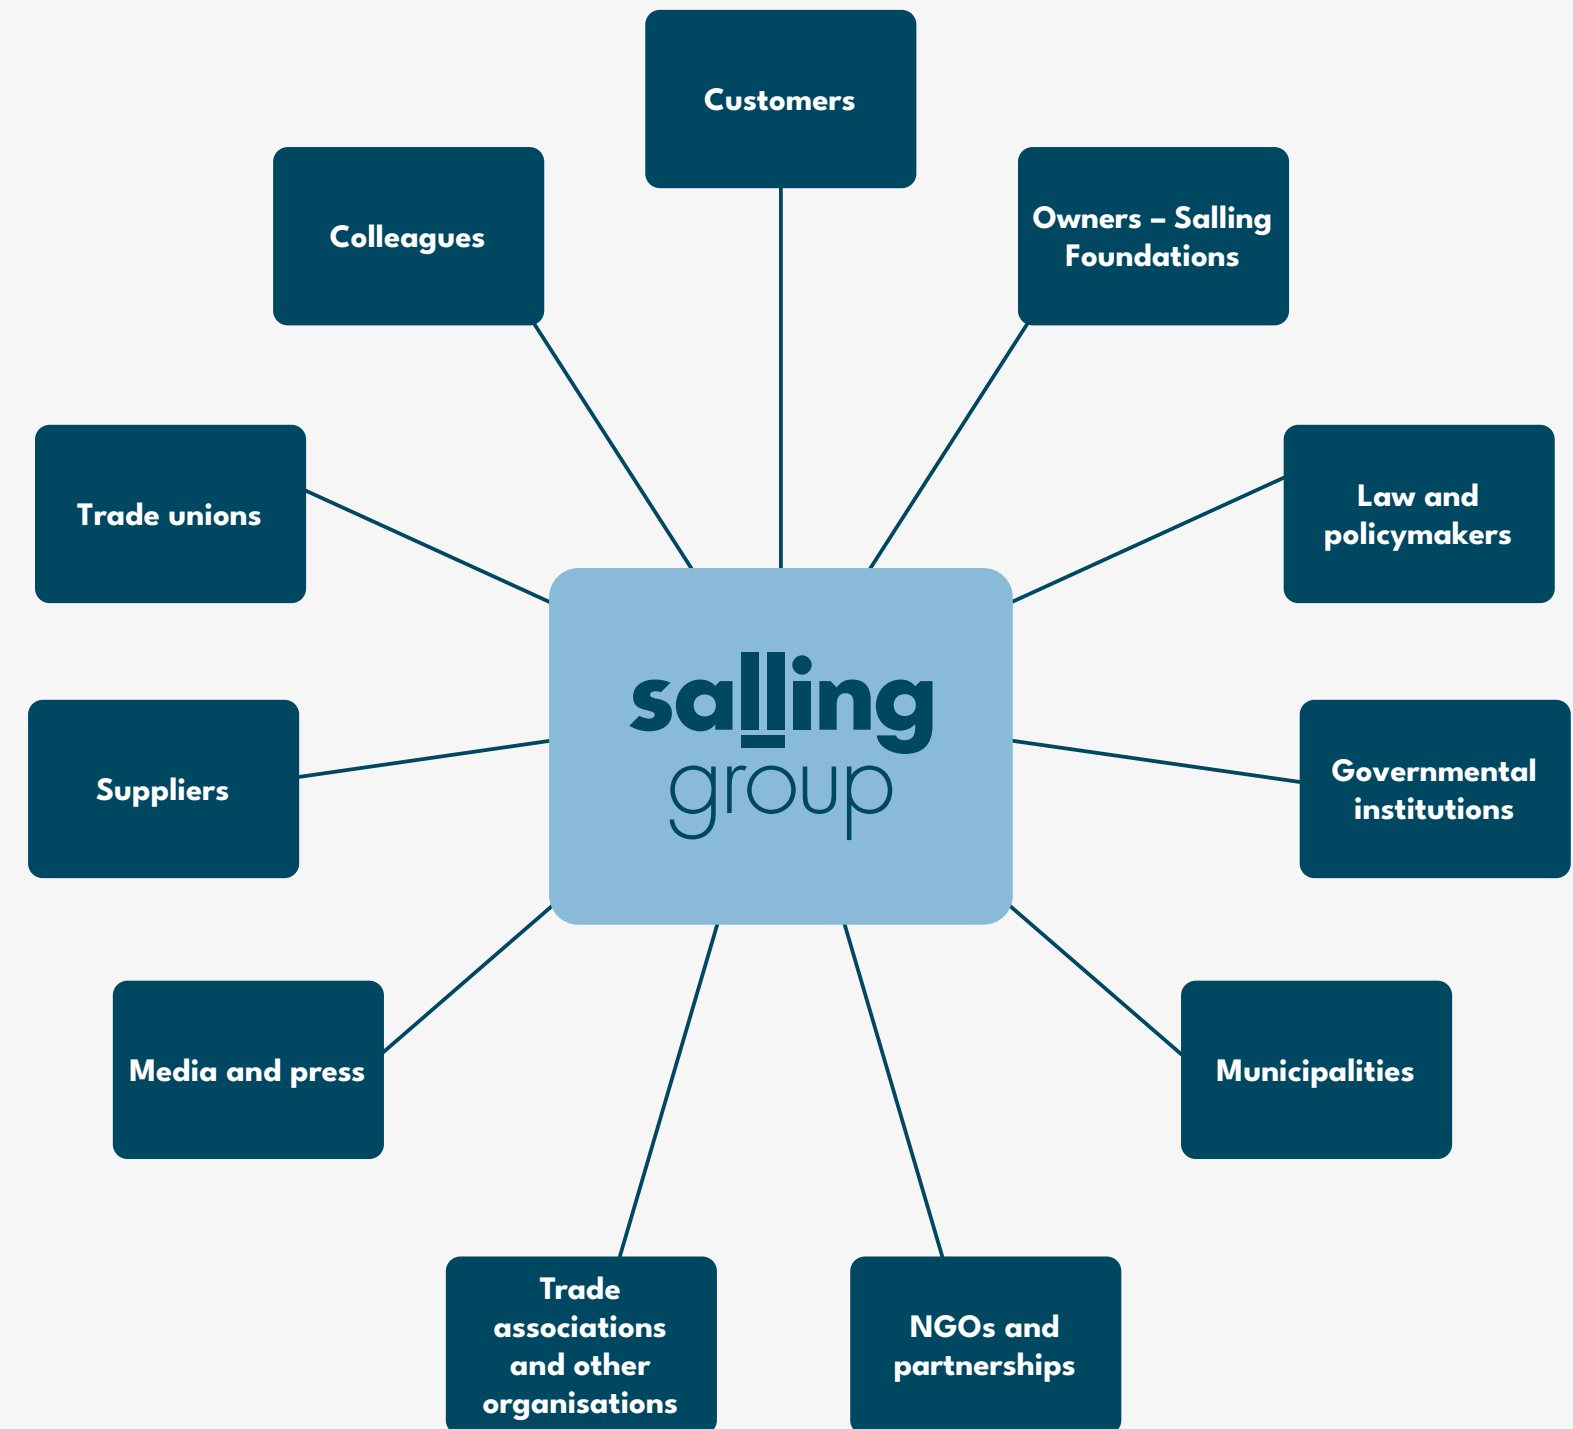 Customers
Colleagues
Owners – Salling
Foundations
Trade unions
Law and
policymakers
salling
group
Suppliers
Governmental
institutions
Media and press
Municipalities
Trade
associations
and other
organisations
NGOs and
partnerships